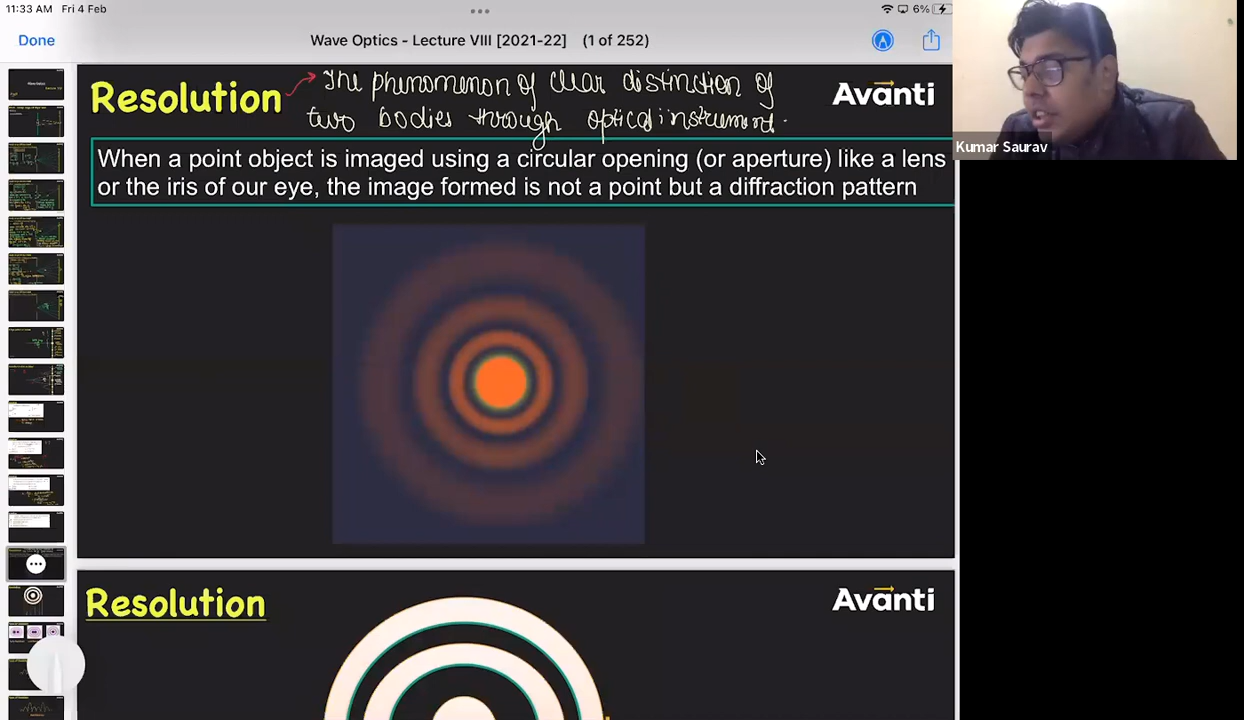 11:33 AM Fri 4 Feb
6%
Done
Wave Optics - Lecture VIII [2021-22] (1 of 252)
Kumar Saurav
Resolution
The phenomenon of clear distinction of
two bodies through optical instrument.
Avanti
When a point object is imaged using a circular opening (or aperture) like a lens
or the iris of our eye, the image formed is not a point but a diffraction pattern
Resolution
Avanti